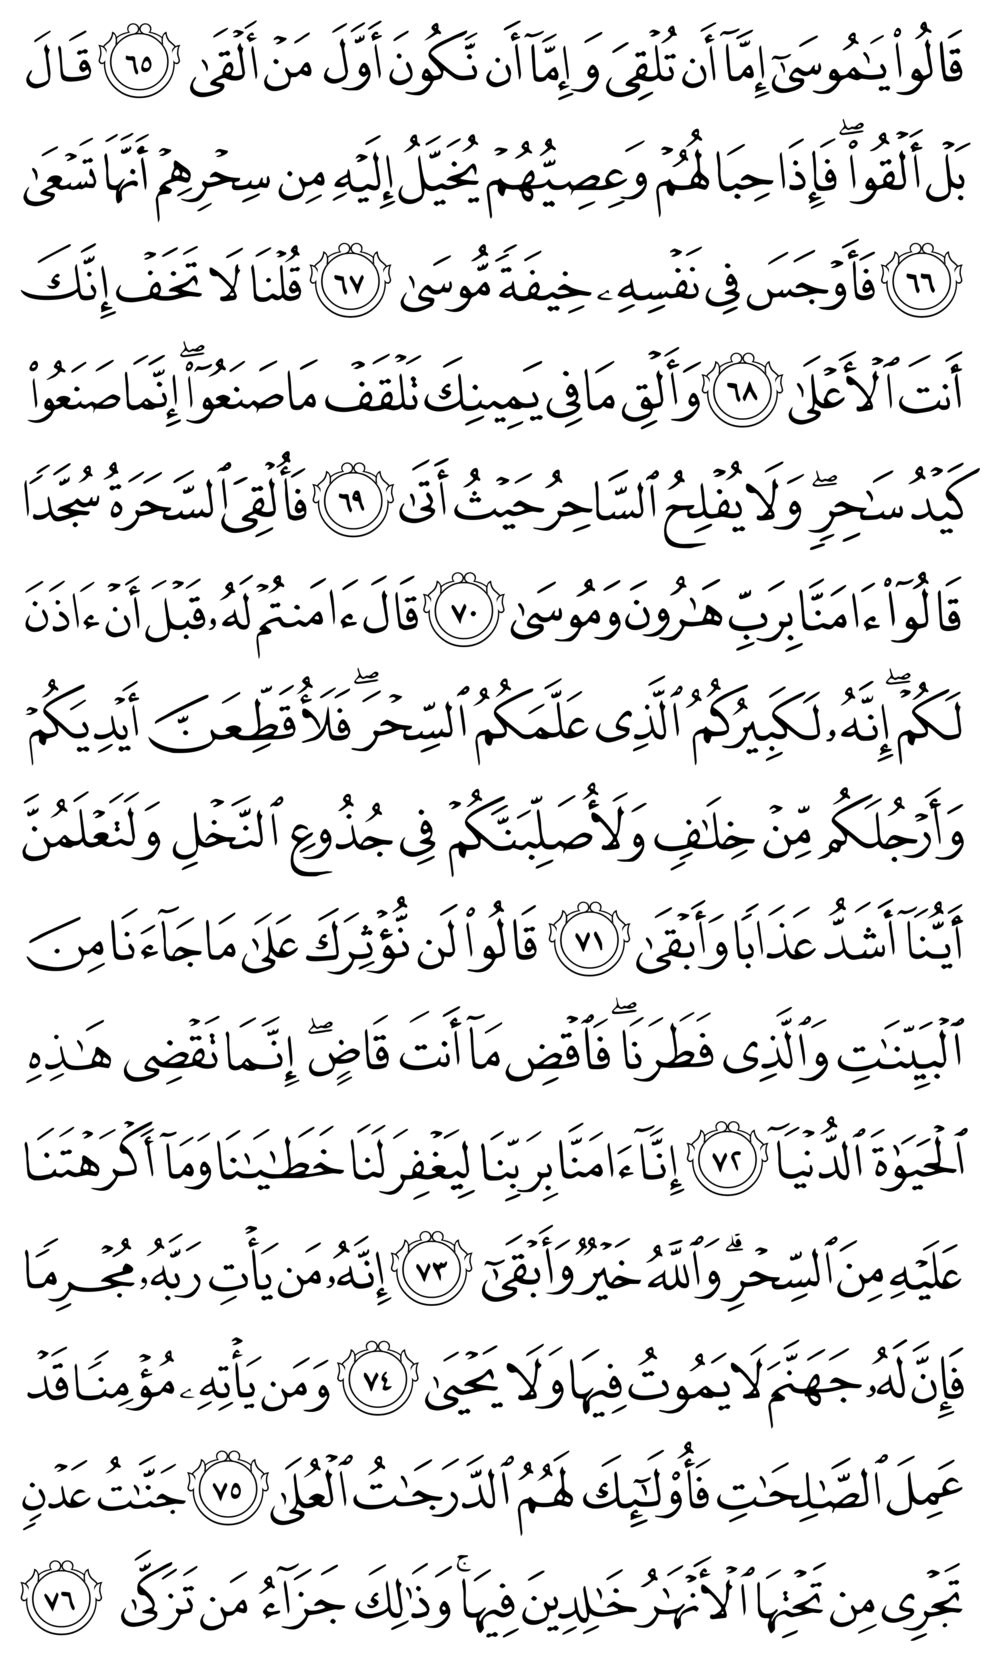 قَالُواْ يَٰمُوسَىٰٓ إِمَّآ أَن تُلۡقِيَ وَإِمَّآ أَن نَّكُونَ أَوَّلَ مَنۡ أَلۡقَىٰ ٦٥ قَالَ
بَلۡ أَلۡقُواْۖ فَإِذَا حِبَالُهُمۡ وَعِصِيُّهُمۡ يُخَيَّلُ إِلَيۡهِ مِن سِحۡرِهِمۡ أَنَّهَا تَسۡعَىٰ
٦٦ فَأَوۡجَسَ فِي نَفۡسِهِۦ خِيفَةٗ مُّوسَىٰ ٦٧ قُلۡنَا لَا تَخَفۡ إِنَّكَ
أَنتَ ٱلۡأَعۡلَىٰ ٦٨ وَأَلۡقِ مَا فِي يَمِينِكَ تَلۡقَفۡ مَا صَنَعُوٓاْۖ إِنَّمَا صَنَعُواْ
كَيۡدُ سَٰحِرٖۖ وَلَا يُفۡلِحُ ٱلسَّاحِرُ حَيۡثُ أَتَىٰ ٦٩ فَأُلۡقِيَ ٱلسَّحَرَةُ سُجَّدٗا
قَالُوٓاْ ءَامَنَّا بِرَبِّ هَٰرُونَ وَمُوسَىٰ ٧٠ قَالَ ءَامَنتُمۡ لَهُۥ قَبۡلَ أَنۡ ءَاذَنَ
لَكُمۡۖ إِنَّهُۥ لَكَبِيرُكُمُ ٱلَّذِي عَلَّمَكُمُ ٱلسِّحۡرَۖ فَلَأُقَطِّعَنَّ أَيۡدِيَكُمۡ
وَأَرۡجُلَكُم مِّنۡ خِلَٰفٖ وَلَأُصَلِّبَنَّكُمۡ فِي جُذُوعِ ٱلنَّخۡلِ وَلَتَعۡلَمُنَّ
أَيُّنَآ أَشَدُّ عَذَابٗا وَأَبۡقَىٰ ٧١ قَالُواْ لَن نُّؤۡثِرَكَ عَلَىٰ مَا جَآءَنَا مِنَ
ٱلۡبَيِّنَٰتِ وَٱلَّذِي فَطَرَنَاۖ فَٱقۡضِ مَآ أَنتَ قَاضٍۖ إِنَّمَا تَقۡضِي هَٰذِهِ
ٱلۡحَيَوٰةَ ٱلدُّنۡيَآ ٧٢ إِنَّآ ءَامَنَّا بِرَبِّنَا لِيَغۡفِرَ لَنَا خَطَٰيَٰنَا وَمَآ أَكۡرَهۡتَنَا
عَلَيۡهِ مِنَ ٱلسِّحۡرِۗ وَٱللَّهُ خَيۡرٞ وَأَبۡقَىٰٓ ٧٣ إِنَّهُۥ مَن يَأۡتِ رَبَّهُۥ مُجۡرِمٗا
فَإِنَّ لَهُۥ جَهَنَّمَ لَا يَمُوتُ فِيهَا وَلَا يَحۡيَىٰ ٧٤ وَمَن يَأۡتِهِۦ مُؤۡمِنٗا قَدۡ
عَمِلَ ٱلصَّٰلِحَٰتِ فَأُوْلَٰٓئِكَ لَهُمُ ٱلدَّرَجَٰتُ ٱلۡعُلَىٰ ٧٥ جَنَّٰتُ عَدۡنٖ
تَجۡرِي مِن تَحۡتِهَا ٱلۡأَنۡهَٰرُ خَٰلِدِينَ فِيهَاۚ وَذَٰلِكَ جَزَآءُ مَن تَزَكَّىٰ ٧٦